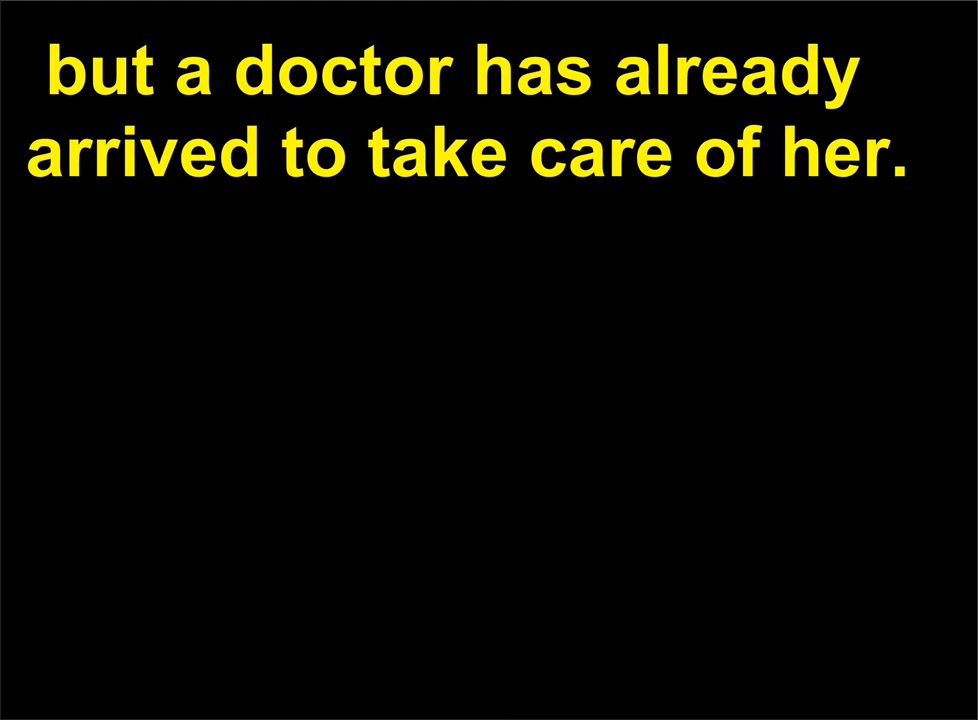 but a doctor has already
arrived to take care of her.